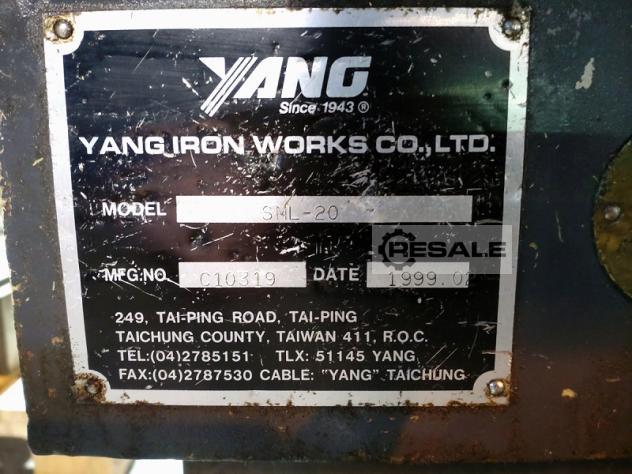 YANG
Since 1943 ®
YANG IRON WORKS CO., LTD.
MODEL SML-20
RESALE
MFG.NO. C10319 DATE 1999.02
249, TAI-PING ROAD, TAI-PING
TAICHUNG COUNTY, TAIWAN 411, R.O.C.
TEL:(04)2785151 TLX: 51145 YANG
FAX:(04)2787530 CABLE: "YANG" TAICHUNG